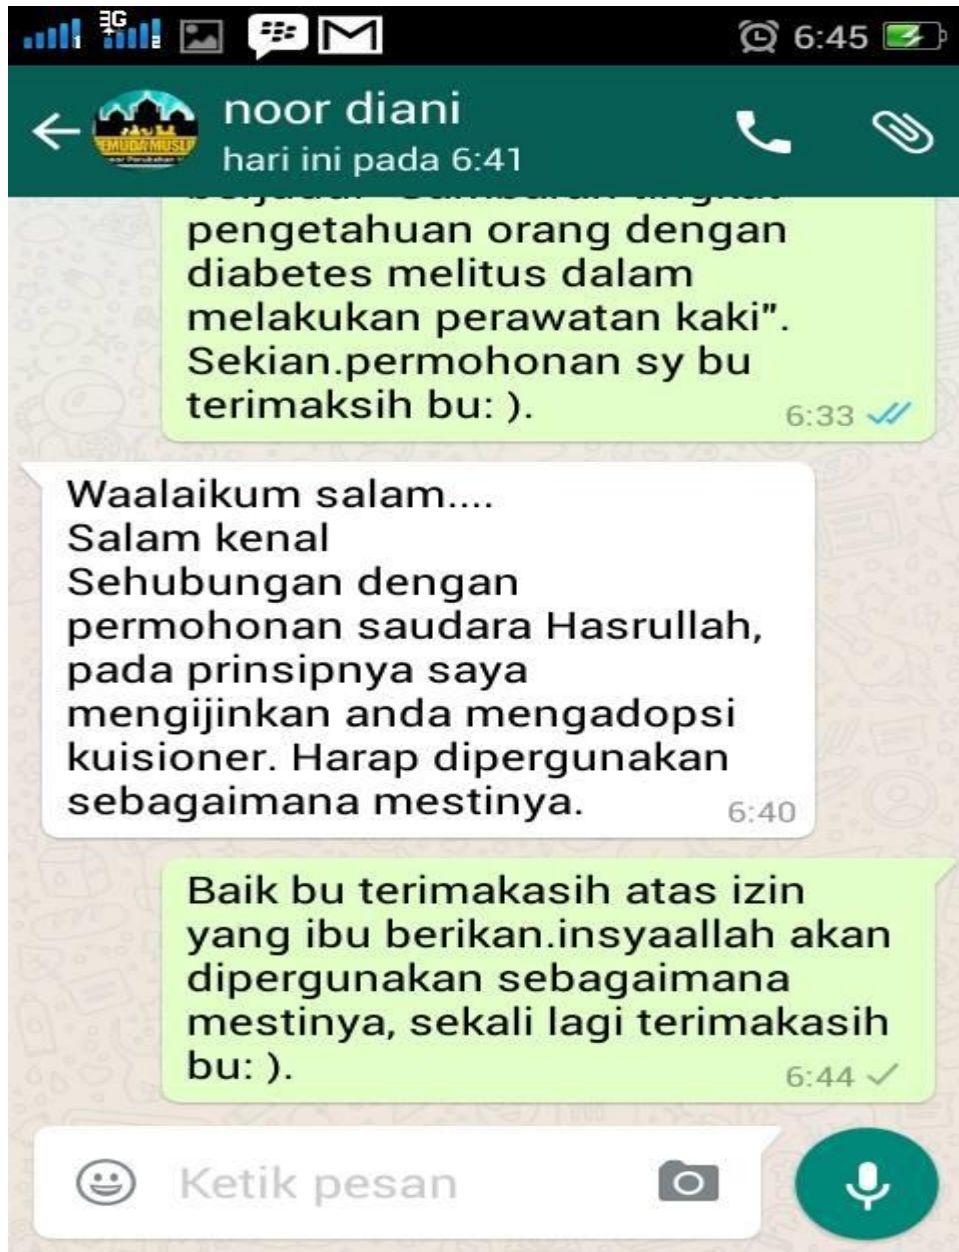 3G
1
2
6:45
noor diani
hari ini pada 6:41
pengetahuan orang dengan
diabetes melitus dalam
melakukan perawatan kaki".
Sekian.permohonan sy bu
terimaksih bu: ).
6:33
Waalaikum salam....
Salam kenal
Sehubungan dengan
permohonan saudara Hasrullah,
pada prinsipnya saya
mengijinkan anda mengadopsi
kuisioner. Harap dipergunakan
sebagaimana mestinya.
6:40
Baik bu terimakasih atas izin
yang ibu berikan.insyaallah akan
dipergunakan sebagaimana
mestinya, sekali lagi terimakasih
bu: ).
6:44
Ketik pesan